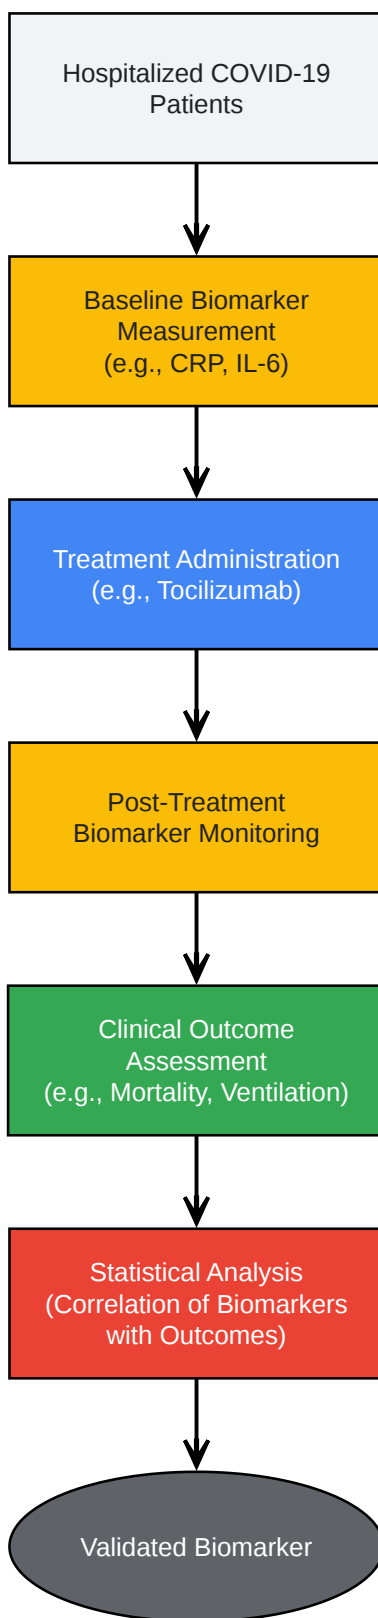 Hospitalized COVID-19
Patients
Baseline Biomarker
Measurement
(e.g., CRP, IL-6)
Treatment Administration
(e.g., Tocilizumab)
Post-Treatment
Biomarker Monitoring
Clinical Outcome
Assessment
(e.g., Mortality, Ventilation)
Statistical Analysis
(Correlation of Biomarkers
with Outcomes)
Validated Biomarker